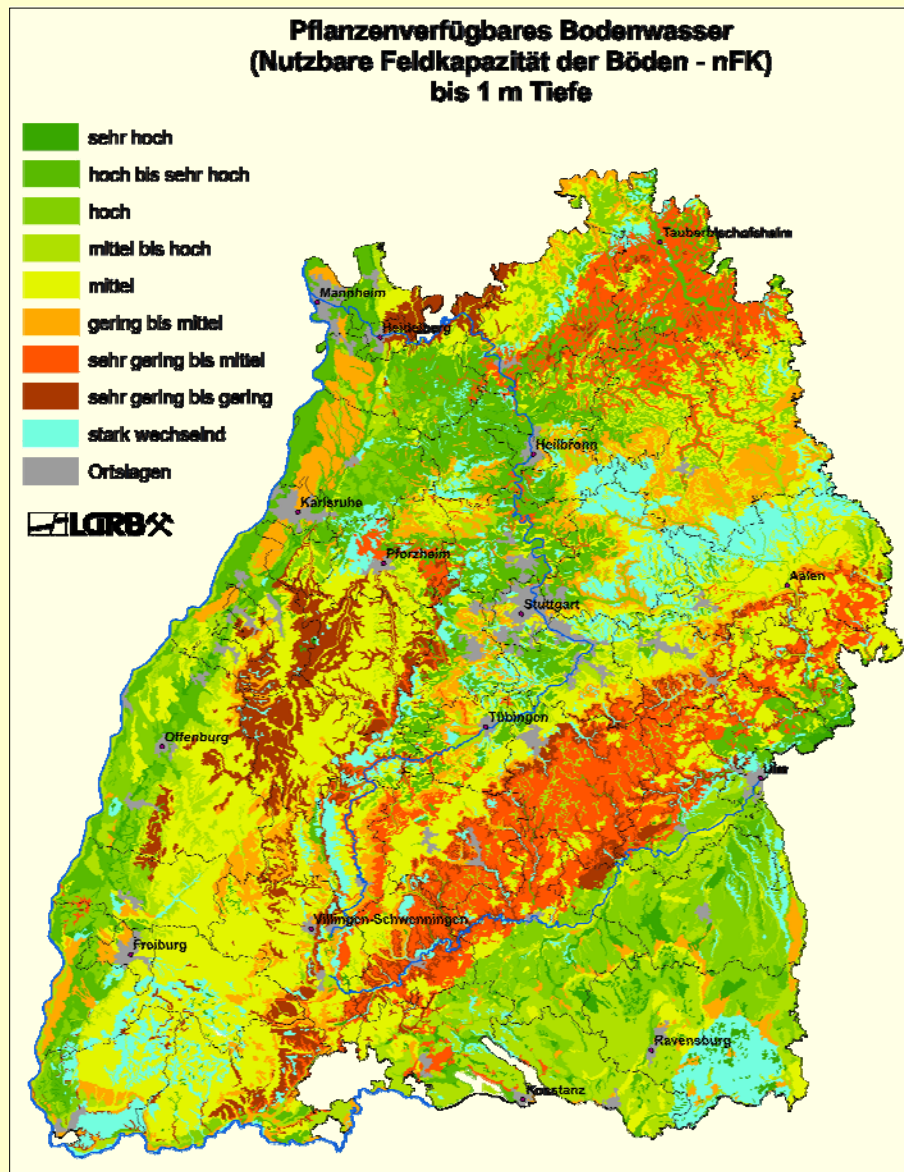 Pflanzenverfügbares Bodenwasser
(Nutzbare Feldkapazität der Böden - nFK)
bis 1 m Tiefe
sehr hoch
hoch bis sehr hoch
hoch
mittel bis hoch
mittel
gering bis mittel
sehr gering bis mittel
sehr gering bis gering
stark wechselnd
Ortslagen
LGRB
Tauberbischofsheim
Mannheim
Heidelberg
Heilbronn
Karlsruhe
Pforzheim
Aalen
Stuttgart
Tübingen
Offenburg
Ulm
Villingen-Schwenningen
Freiburg
Ravensburg
Konstanz